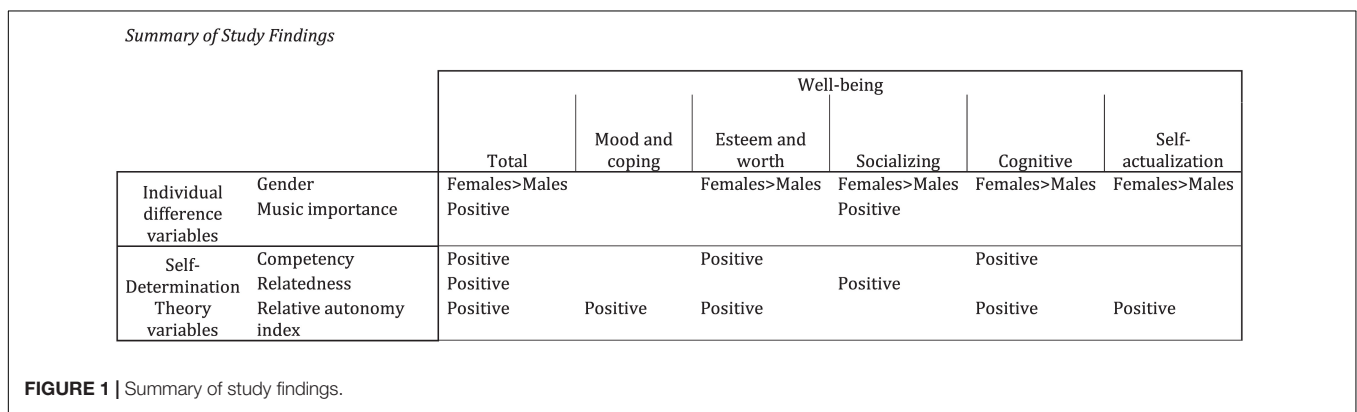 Summary of Study Findings
Well-being
Total Mood and coping Esteem and worth Socializing Cognitive Self-actualization
Individual difference variables
Gender Females>Males Females>Males Females>Males Females>Males Females>Males
Music importance Positive Positive
Self-Determination Theory variables
Competency Positive Positive Positive
Relatedness Positive Positive
Relative autonomy index Positive Positive Positive Positive Positive
FIGURE 1 | Summary of study findings.